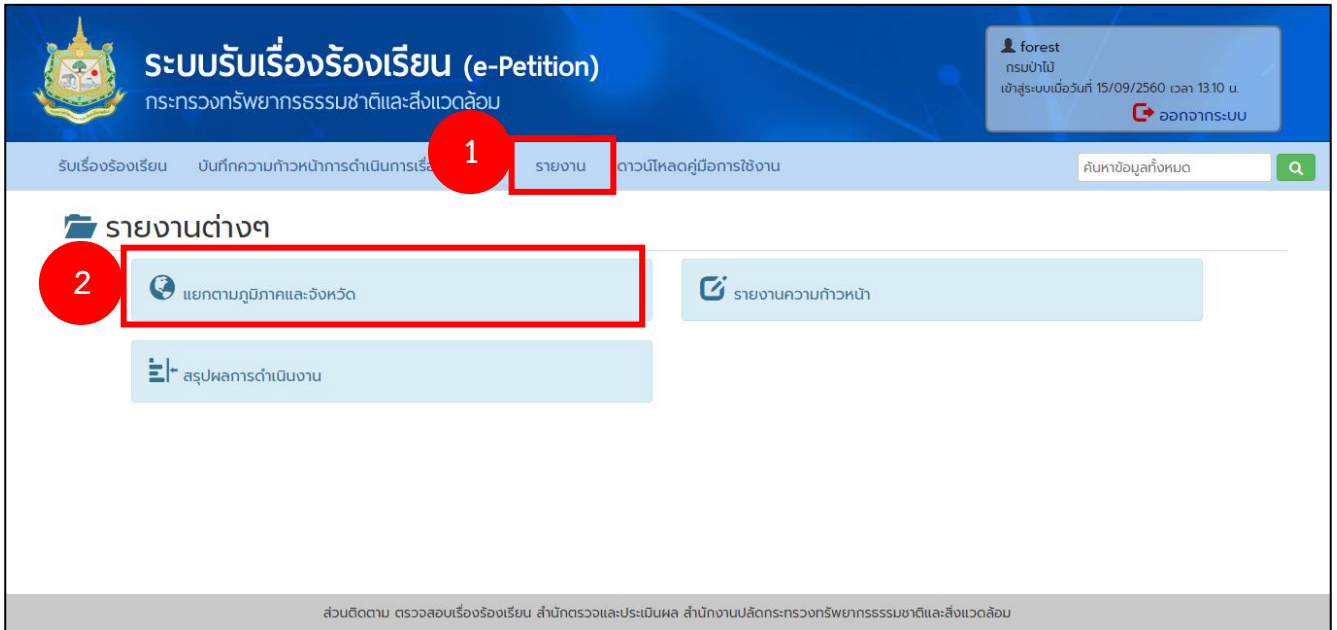 ระบบรับเรื่องร้องเรียน (e-Petition)
กระทรวงทรัพยากรธรรมชาติและสิ่งแวดล้อม
forest
กรมป่าไม้
เข้าสู่ระบบเมื่อวันที่ 15/09/2560 เวลา 13.10 น.
ออกจากระบบ
รับเรื่องร้องเรียน บันทึกความก้าวหน้าการดำเนินการเรื่ 1 รายงาน ดาวน์โหลดคู่มือการใช้งาน ค้นหาข้อมูลทั้งหมด
รายงานต่างๆ
2 แยกตามภูมิภาคและจังหวัด รายงานความก้าวหน้า
สรุปผลการดำเนินงาน
ส่วนติดตาม ตรวจสอบเรื่องร้องเรียน สำนักตรวจและประเมินผล สำนักงานปลัดกระทรวงทรัพยากรธรรมชาติและสิ่งแวดล้อม